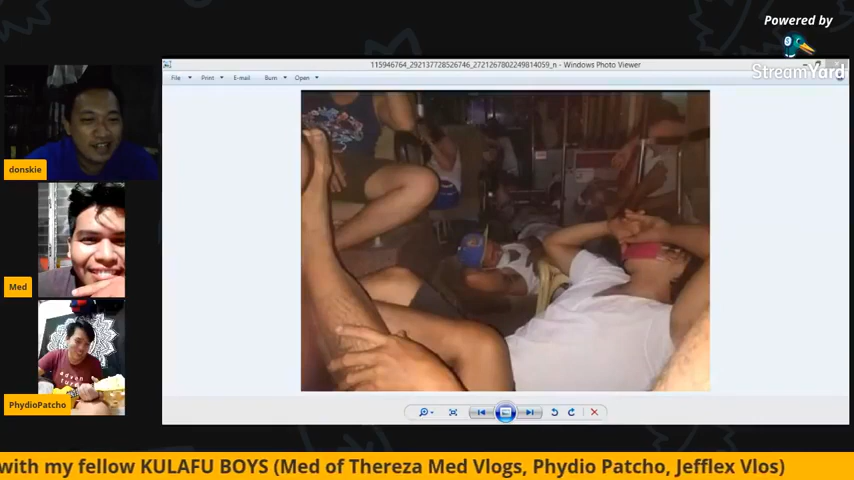 Powered by
StreamYard
115946764_292137728526746_2721267802249814059_n - Windows Photo Viewer
File Print E-mail Burn Open
donskie
Med
PhydioPatcho
with my fellow KULAFU BOYS (Med of Thereza Med Vlogs, Phydio Patcho, Jefflex Vlos)